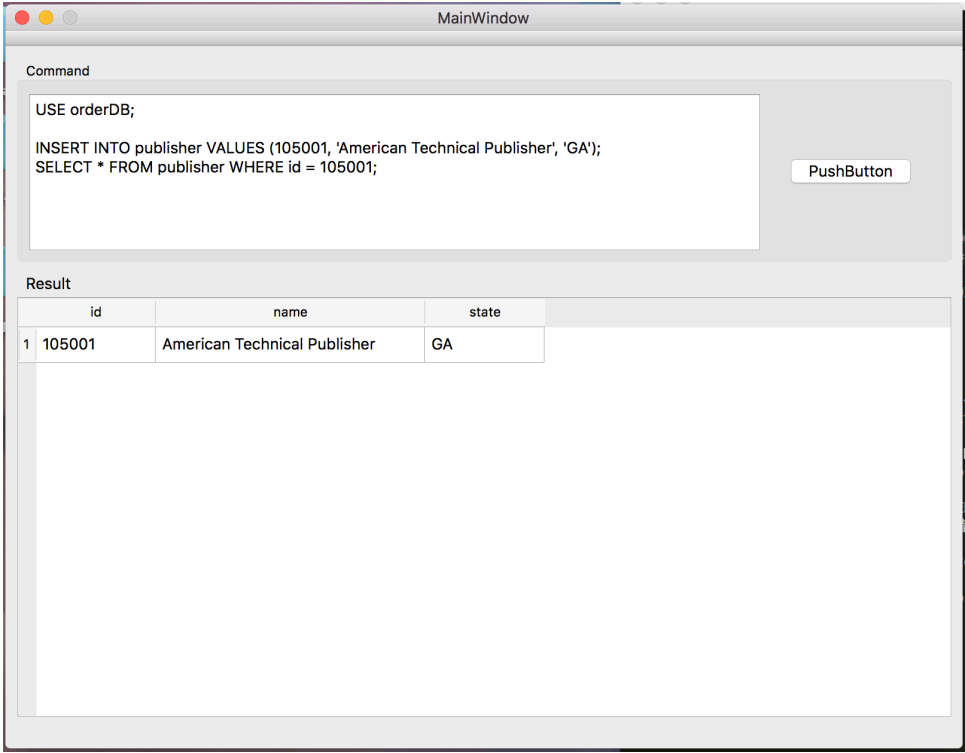 MainWindow
Command
USE orderDB;
INSERT INTO publisher VALUES (105001, 'American Technical Publisher', 'GA');
SELECT * FROM publisher WHERE id = 105001;
PushButton
Result
id name state
1 105001 American Technical Publisher GA